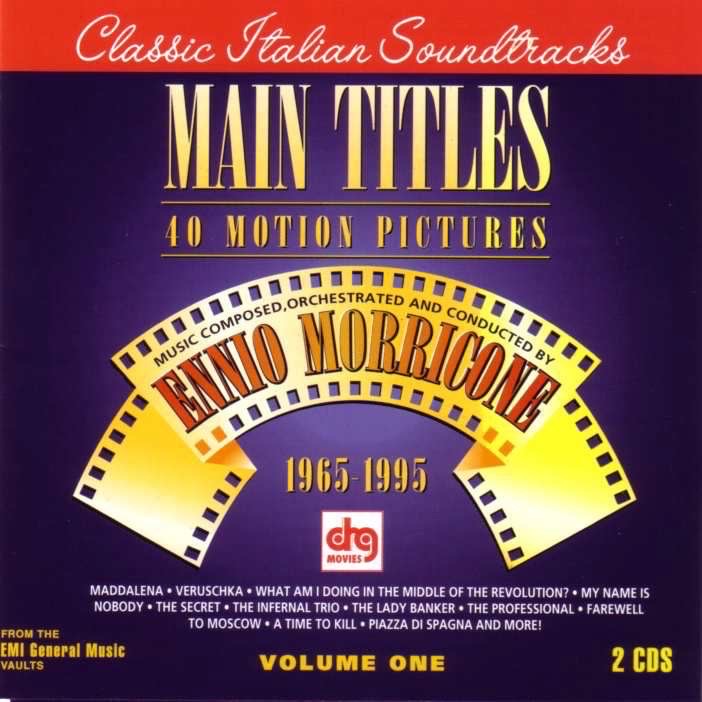 Classic Italian Soundtracks
MAIN TITLES
40 MOTION PICTURES
MUSIC COMPOSED, ORCHESTRATED AND CONDUCTED BY
ENNIO MORRICONE
1965-1995
drg
MOVIES
MADDALENA • VERUSCHKA • WHAT AM I DOING IN THE MIDDLE OF THE REVOLUTION? • MY NAME IS
NOBODY • THE SECRET • THE INFERNAL TRIO • THE LADY BANKER • THE PROFESSIONAL • FAREWELL
TO MOSCOW • A TIME TO KILL • PIAZZA DI SPAGNA AND MORE!
FROM THE
EMI General Music
VAULTS
VOLUME ONE
2 CDS